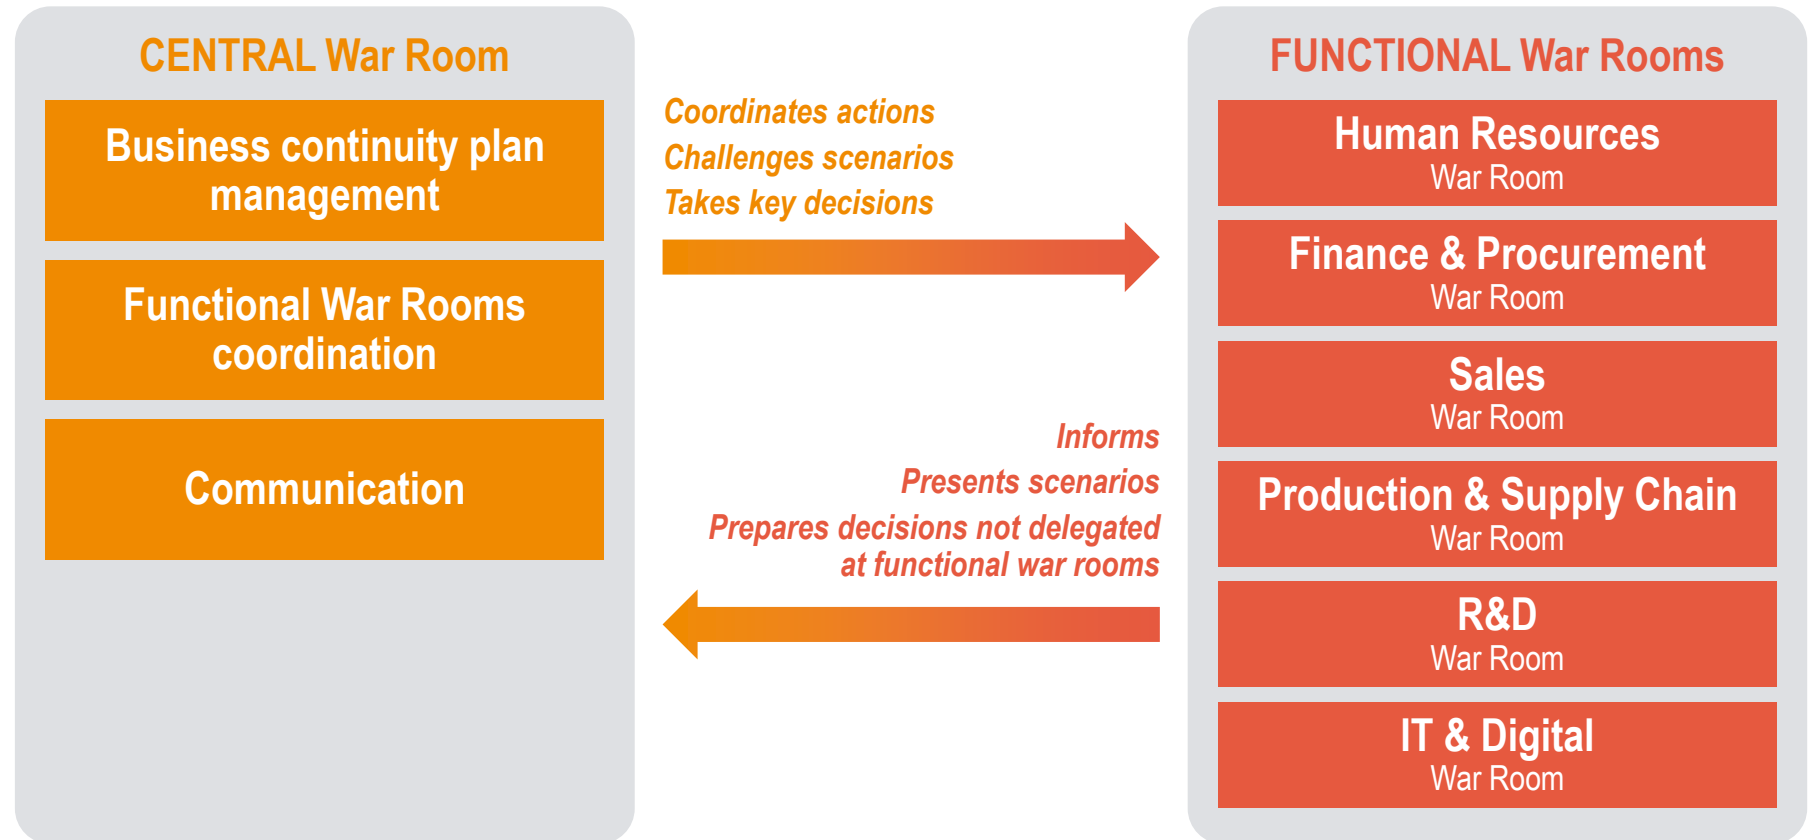 CENTRAL War Room
Business continuity plan
management
Functional War Rooms
coordination
Communication
Coordinates actions
Challenges scenarios
Takes key decisions
Informs
Presents scenarios
Prepares decisions not delegated
at functional war rooms
FUNCTIONAL War Rooms
Human Resources
War Room
Finance & Procurement
War Room
Sales
War Room
Production & Supply Chain
War Room
R&D
War Room
IT & Digital
War Room